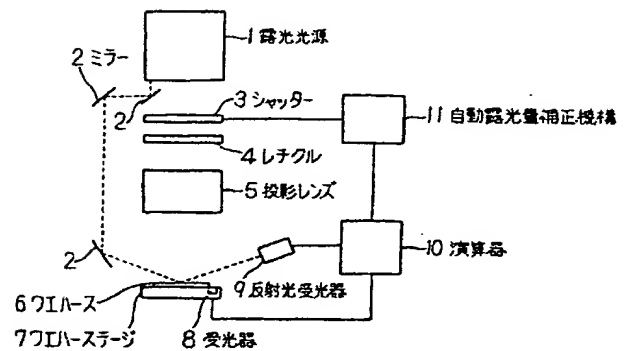 1 露光光源
2 ミラー
2
3 シャッター
4 レチクル
5 投影レンズ
11 自動露光量補正機構
2
10 演算器
9 反射光受光器
6 ウエハース
7 ウエハーステージ
8 受光器